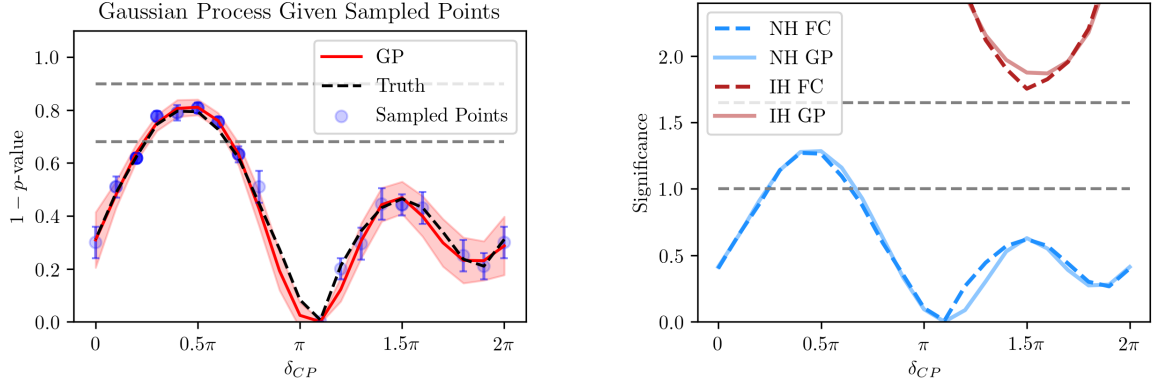 Gaussian Process Given Sampled Points
1 − p-value
1.0
0.8
0.6
0.4
0.2
0.0
GP
Truth
Sampled Points
0
0.5π
π
1.5π
2π
δCP
Significance
2.0
1.5
1.0
0.5
0.0
NH FC
NH GP
IH FC
IH GP
0
0.5π
π
1.5π
2π
δCP